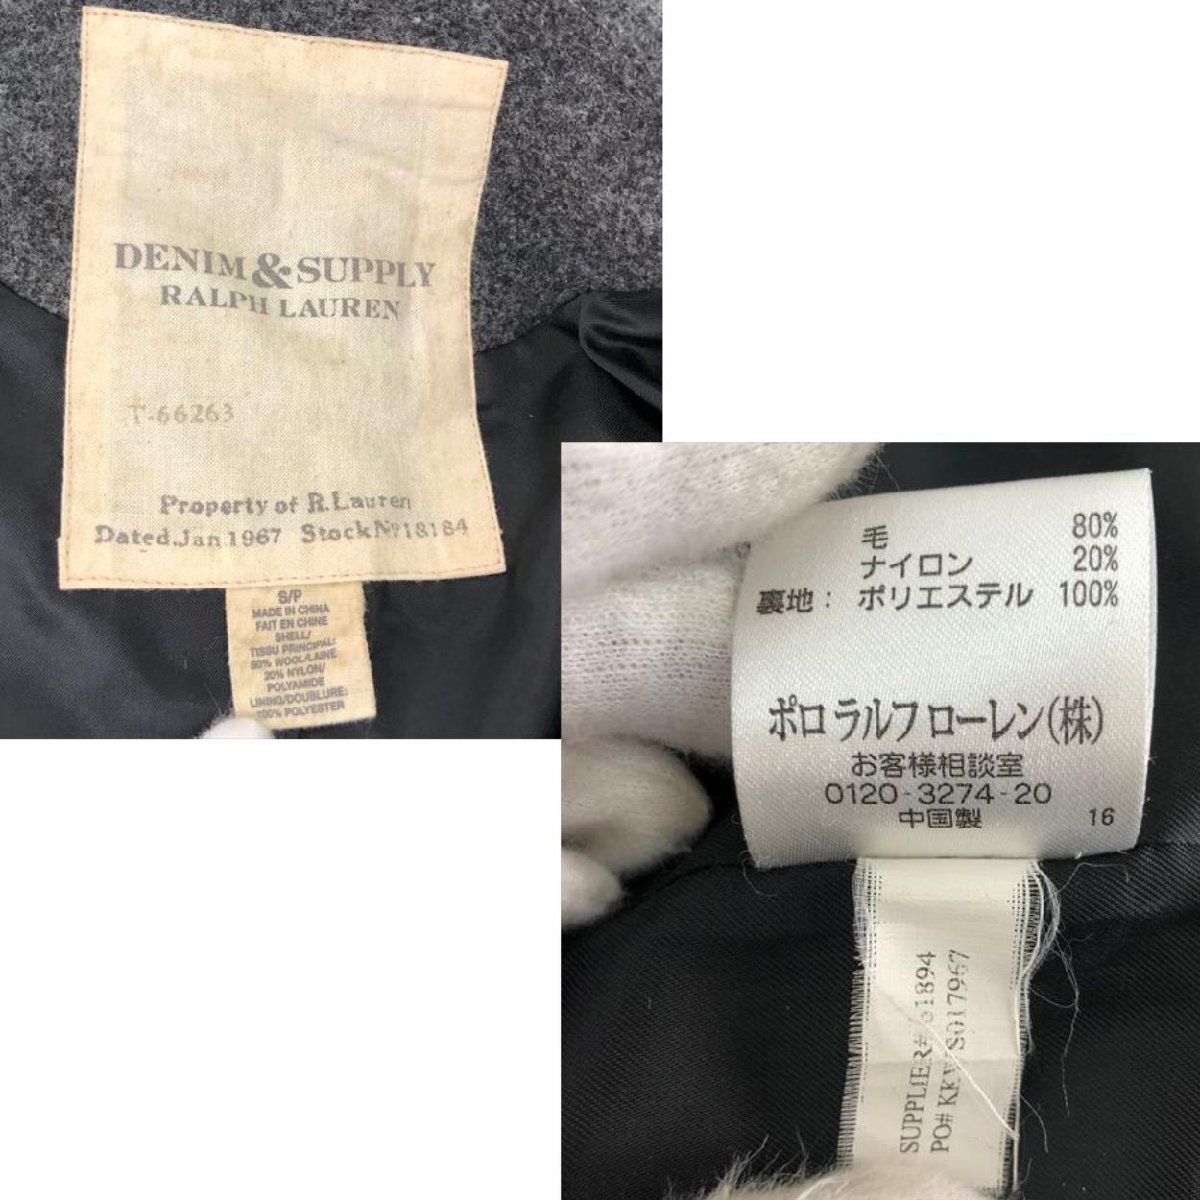 DENIM & SUPPLY
RALPH LAUREN
T-66263
Property of R.Lauren
Dated.Jan 1967 Stock No 18184
S/P
MADE IN CHINA
FAIT EN CHINE
SHELL/
TISSU PRINCIPAL:
80% WOOL/LAINE
20% NYLON/
POLYAMIDE
LINING/DOUBLURE:
100% POLYESTER
毛 80%
ナイロン 20%
裏地: ポリエステル 100%
ポロ ラルフ ローレン(株)
お客様相談室
0120-3274-20
中国製 16
SUPPLIER# 61894
PO# S017967